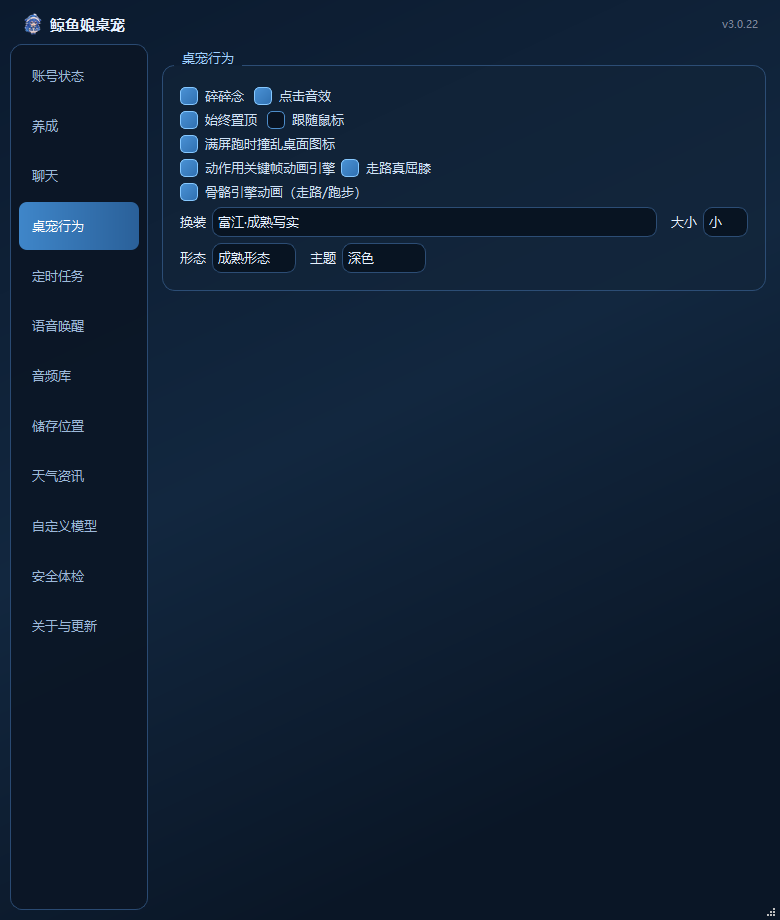 鲸鱼娘桌宠
v3.0.22
账号状态
养成
聊天
桌宠行为
定时任务
语音唤醒
音频库
储存位置
天气资讯
自定义模型
安全体检
关于与更新
桌宠行为
碎碎念 点击音效
始终置顶 跟随鼠标
满屏跑时撞乱桌面图标
动作用关键帧动画引擎 走路真屈膝
骨骼引擎动画（走路/跑步）
换装 富江·成熟写实 大小 小
形态 成熟形态 主题 深色